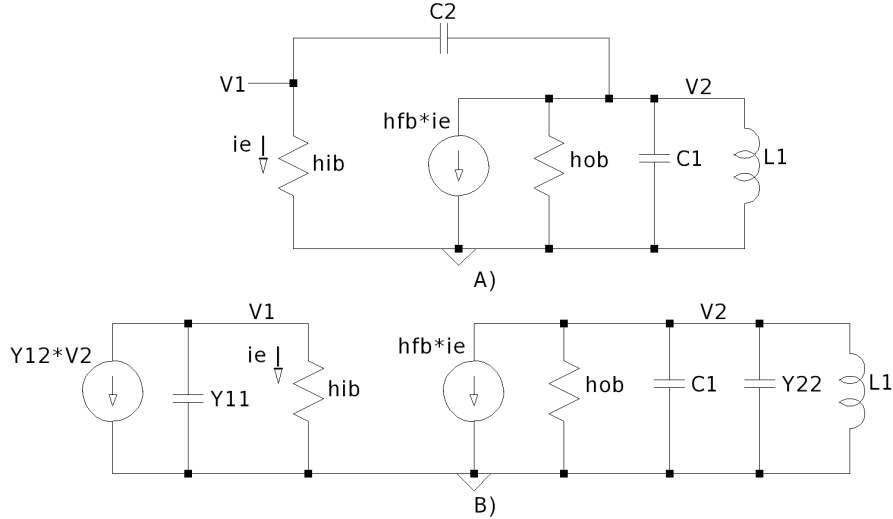 C2
V1
V2
hfb*ie
ie
hib
hob
C1
L1
A)
V1
V2
Y12*V2
ie
hfb*ie
Y11
hib
hob
C1
Y22
L1
B)